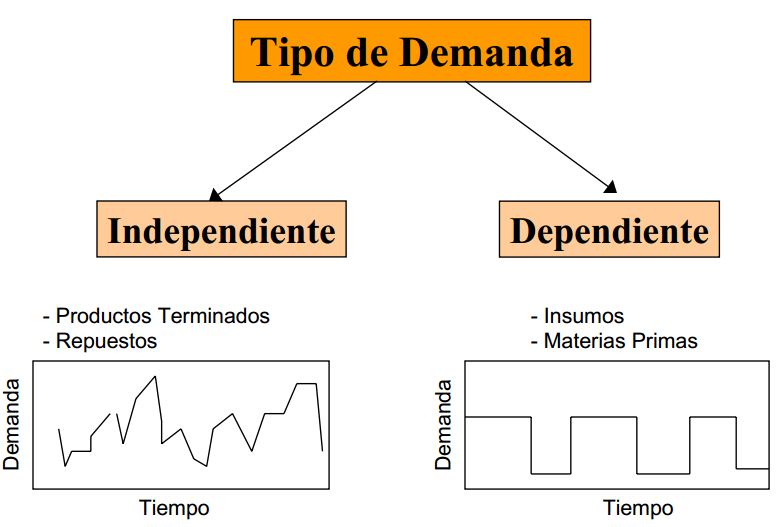 Tipo de Demanda
Independiente
Dependiente
- Productos Terminados
- Repuestos
- Insumos
- Materias Primas
Demanda
Tiempo
Demanda
Tiempo